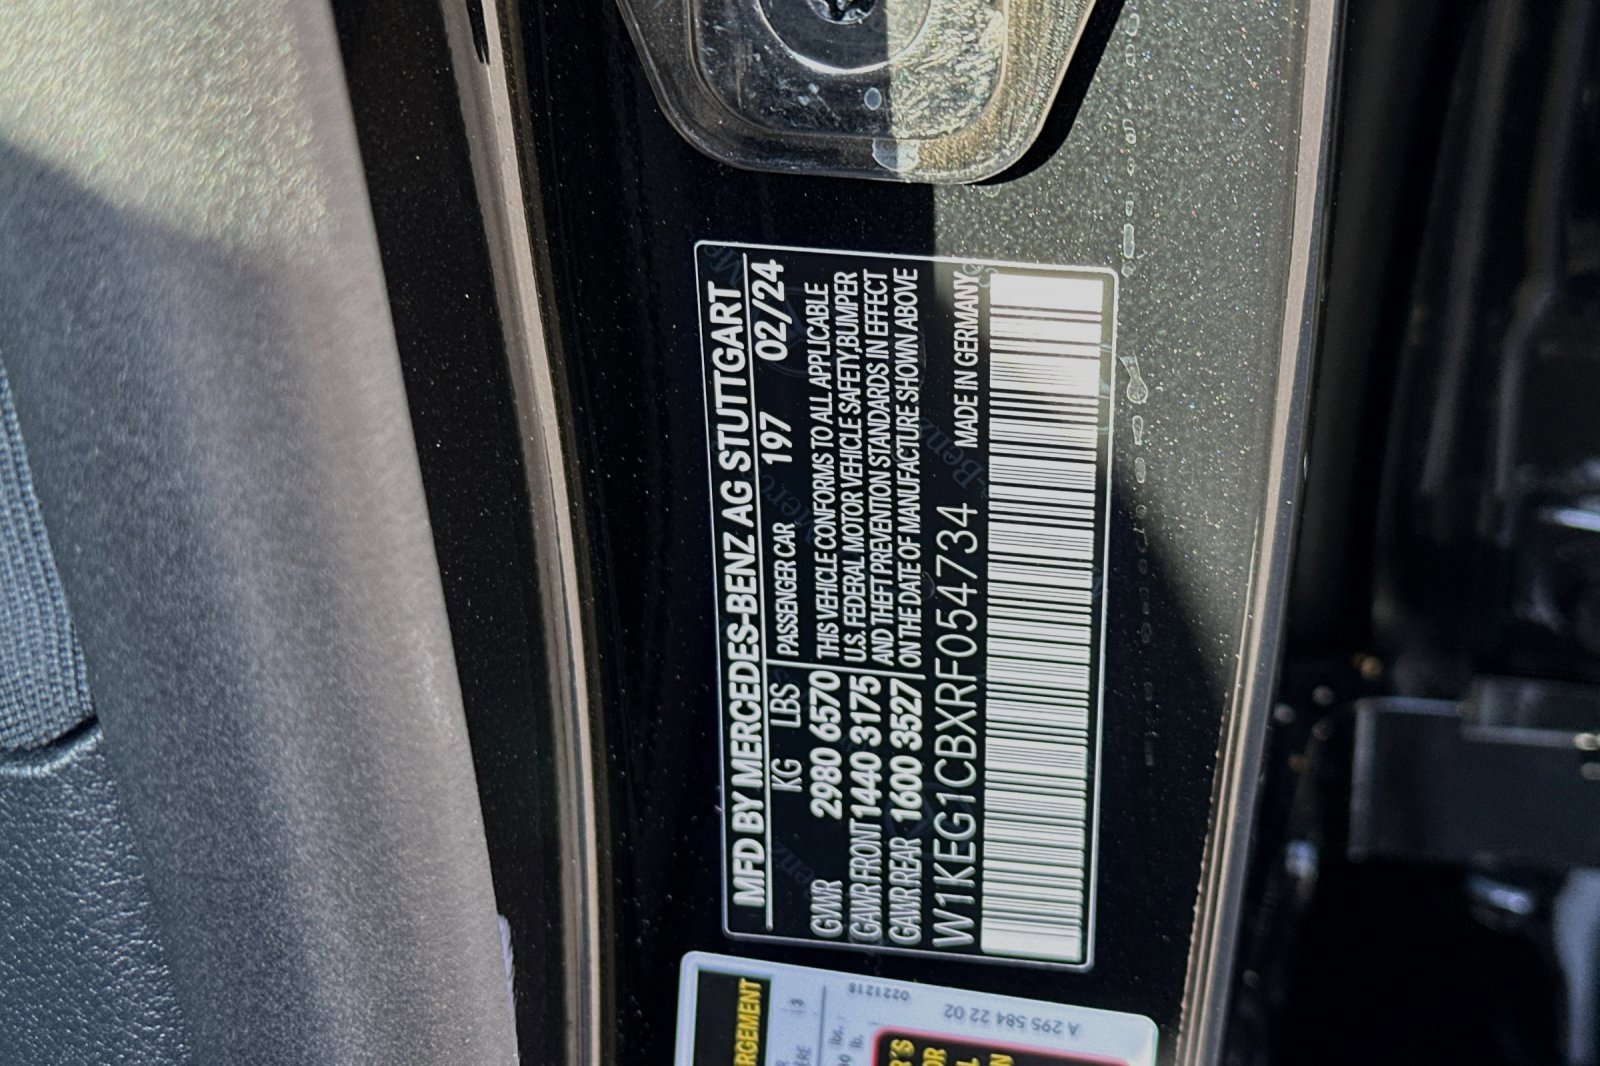 MFD BY MERCEDES-BENZ AG STUTTGART
KG LBS PASSENGER CAR 197 02/24
GVWR 2980 6570
GAWR FRONT 1440 3175
GAWR REAR 1600 3527
THIS VEHICLE CONFORMS TO ALL APPLICABLE
U.S. FEDERAL MOTOR VEHICLE SAFETY,BUMPER
AND THEFT PREVENTION STANDARDS IN EFFECT
ON THE DATE OF MANUFACTURE SHOWN ABOVE
W1KEG1CBXRF054734 MADE IN GERMANY
A 295 584 22 02
0221218